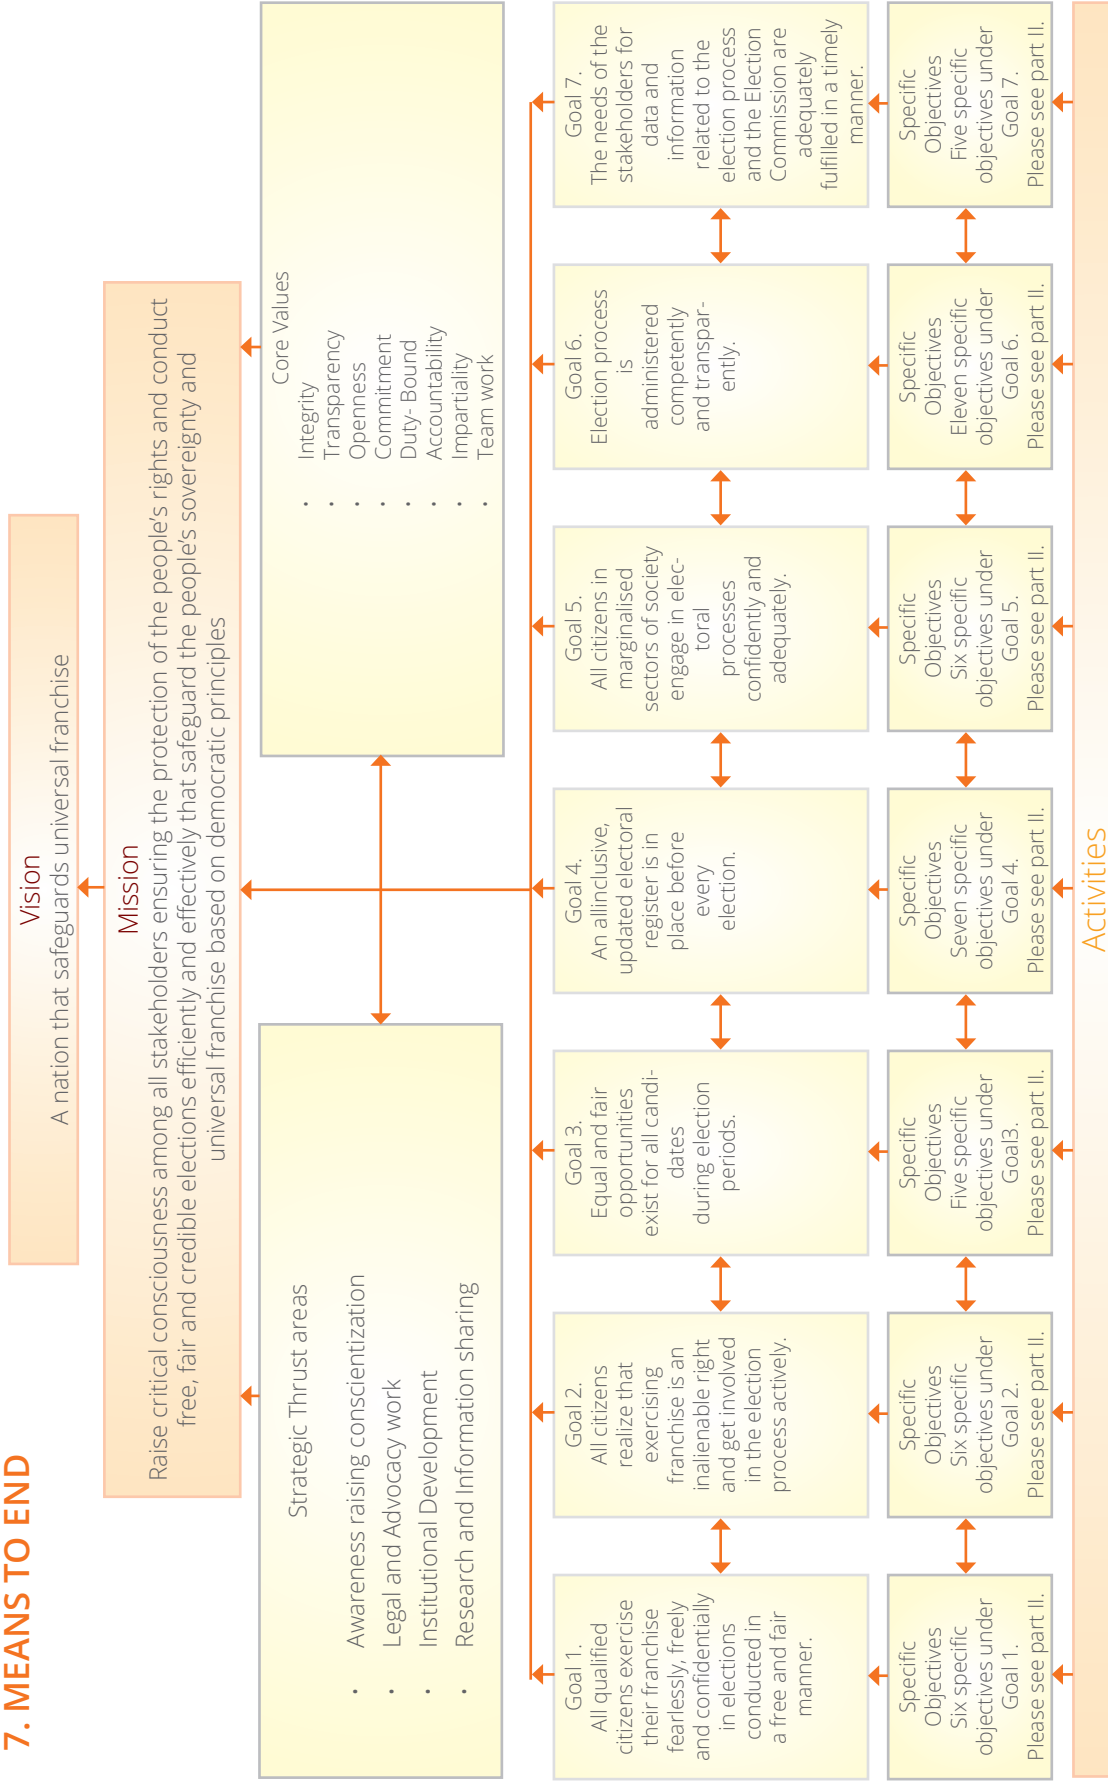 7. MEANS TO END
Vision
A nation that safeguards universal franchise
Mission
Raise critical consciousness among all stakeholders ensuring the protection of the people's rights and conduct
free, fair and credible elections efficiently and effectively that safeguard the people's sovereignty and
universal franchise based on democratic principles
Strategic Thrust areas
• Awareness raising conscientization
• Legal and Advocacy work
• Institutional Development
• Research and Information sharing
Core Values
• Integrity
• Transparency
• Openness
• Commitment
• Duty- Bound
• Accountability
• Impartiality
• Team work
Goal 1.
All qualified
citizens exercise
their franchise
fearlessly, freely
and confidentially
in elections
conducted in
a free and fair
manner.
Goal 2.
All citizens
realize that
exercising
franchise is an
inalienable right
and get involved
in the election
process actively.
Goal 3.
Equal and fair
opportunities
exist for all candi-
dates
during election
periods.
Goal 4.
An allinclusive,
updated electoral
register is in
place before
every
election.
Goal 5.
All citizens in
marginalised
sectors of society
engage in elec-
toral
processes
confidently and
adequately.
Goal 6.
Election process
is
administered
competently
and transpar-
ently.
Goal 7.
The needs of the
stakeholders for
data and
information
related to the
election process
and the Election
Commission are
adequately
fulfilled in a timely
manner.
Specific
Objectives
Six specific
objectives under
Goal 1.
Please see part II.
Specific
Objectives
Six specific
objectives under
Goal 2.
Please see part II.
Specific
Objectives
Five specific
objectives under
Goal3.
Please see part II.
Specific
Objectives
Seven specific
objectives under
Goal 4.
Please see part II.
Specific
Objectives
Six specific
objectives under
Goal 5.
Please see part II.
Specific
Objectives
Eleven specific
objectives under
Goal 6.
Please see part II.
Specific
Objectives
Five specific
objectives under
Goal 7.
Please see part II.
Activities